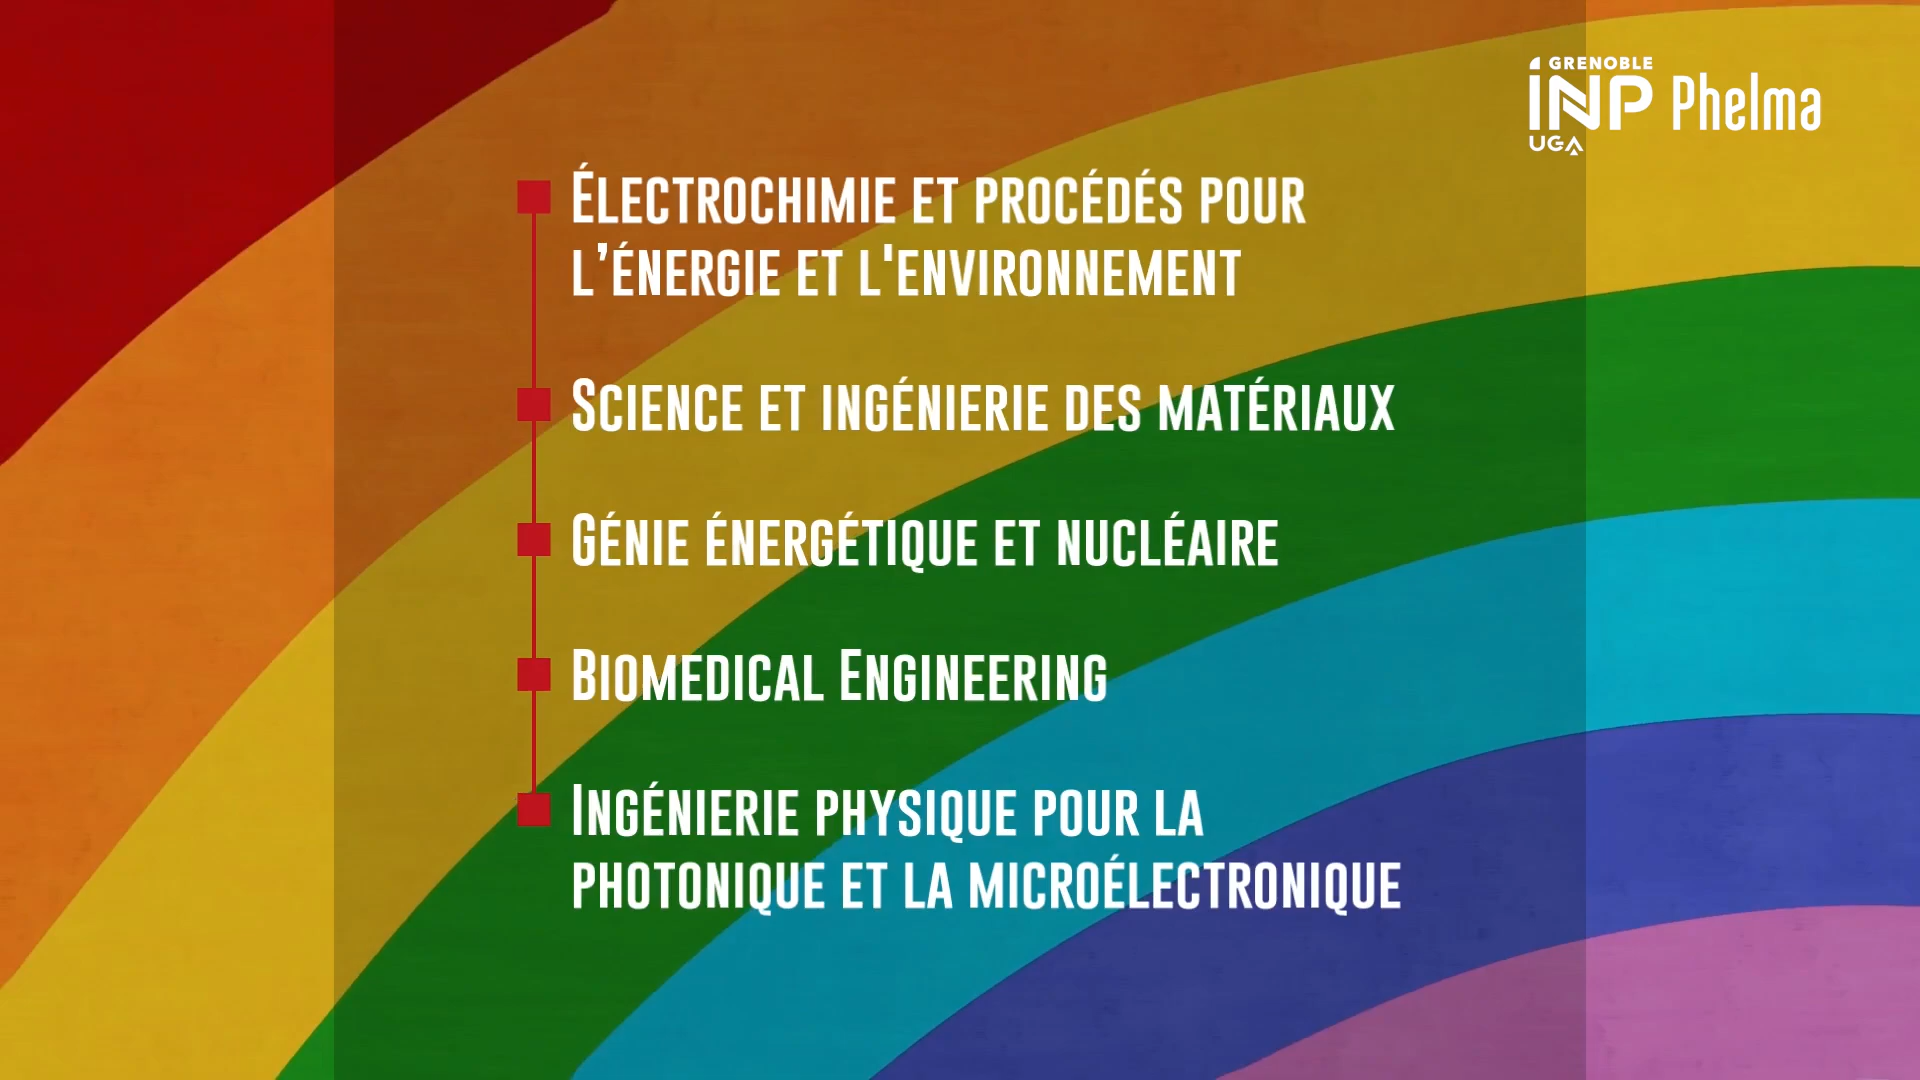 GRENOBLE
INP Phelma
UGA
Électrochimie et procédés pour
l’énergie et l'environnement
Science et ingénierie des matériaux
Génie énergétique et nucléaire
Biomedical Engineering
Ingénierie physique pour la
photonique et la microélectronique